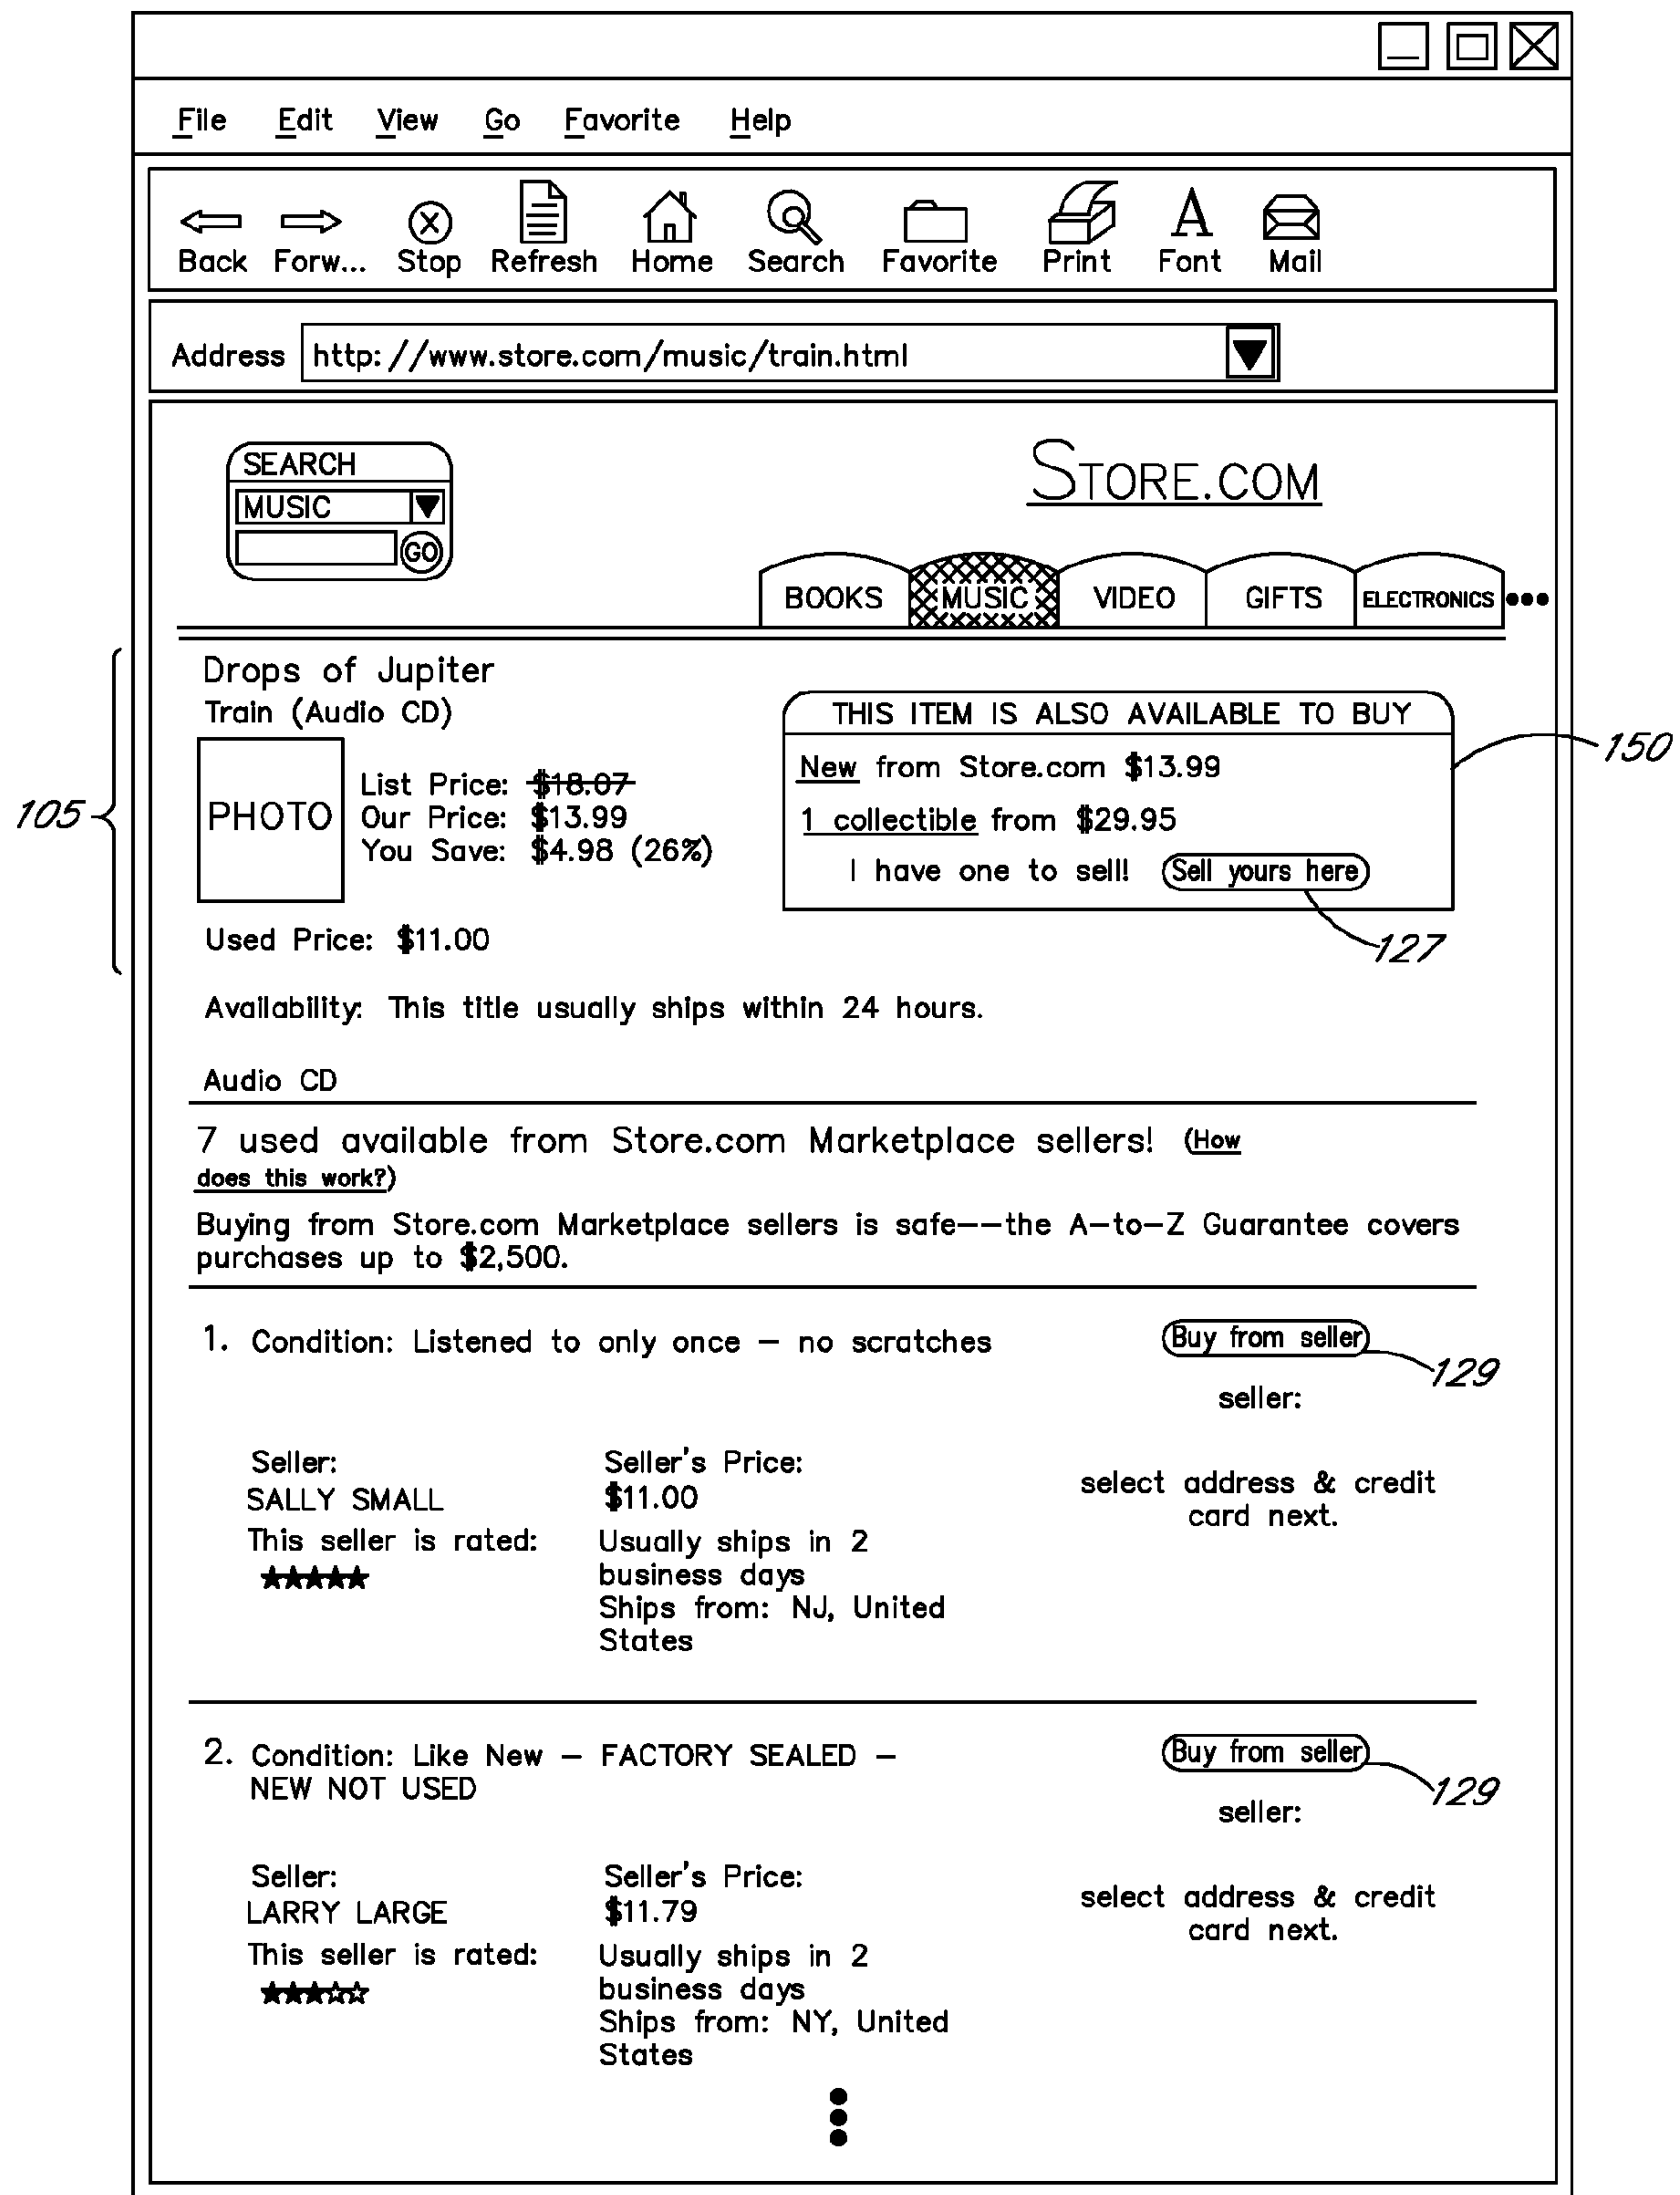 File Edit View Go Favorite Help
Back Forw... Stop Refresh Home Search Favorite Print Font Mail
Address http://www.store.com/music/train.html
SEARCH
MUSIC
GO
STORE.COM
BOOKS MUSIC VIDEO GIFTS ELECTRONICS
Drops of Jupiter
Train (Audio CD)
105
PHOTO
List Price: $18.07
Our Price: $13.99
You Save: $4.98 (26%)
Used Price: $11.00
THIS ITEM IS ALSO AVAILABLE TO BUY
New from Store.com $13.99
1 collectible from $29.95
I have one to sell! Sell yours here
150
127
Availability: This title usually ships within 24 hours.
Audio CD
7 used available from Store.com Marketplace sellers! (How
does this work?)
Buying from Store.com Marketplace sellers is safe--the A-to-Z Guarantee covers
purchases up to $2,500.
1. Condition: Listened to only once – no scratches
Buy from seller
129
seller:
Seller:
SALLY SMALL
This seller is rated:
★★★★★
Seller's Price:
$11.00
Usually ships in 2
business days
Ships from: NJ, United
States
select address & credit
card next.
2. Condition: Like New – FACTORY SEALED –
NEW NOT USED
Buy from seller
129
seller:
Seller:
LARRY LARGE
This seller is rated:
★★★☆☆
Seller's Price:
$11.79
Usually ships in 2
business days
Ships from: NY, United
States
select address & credit
card next.